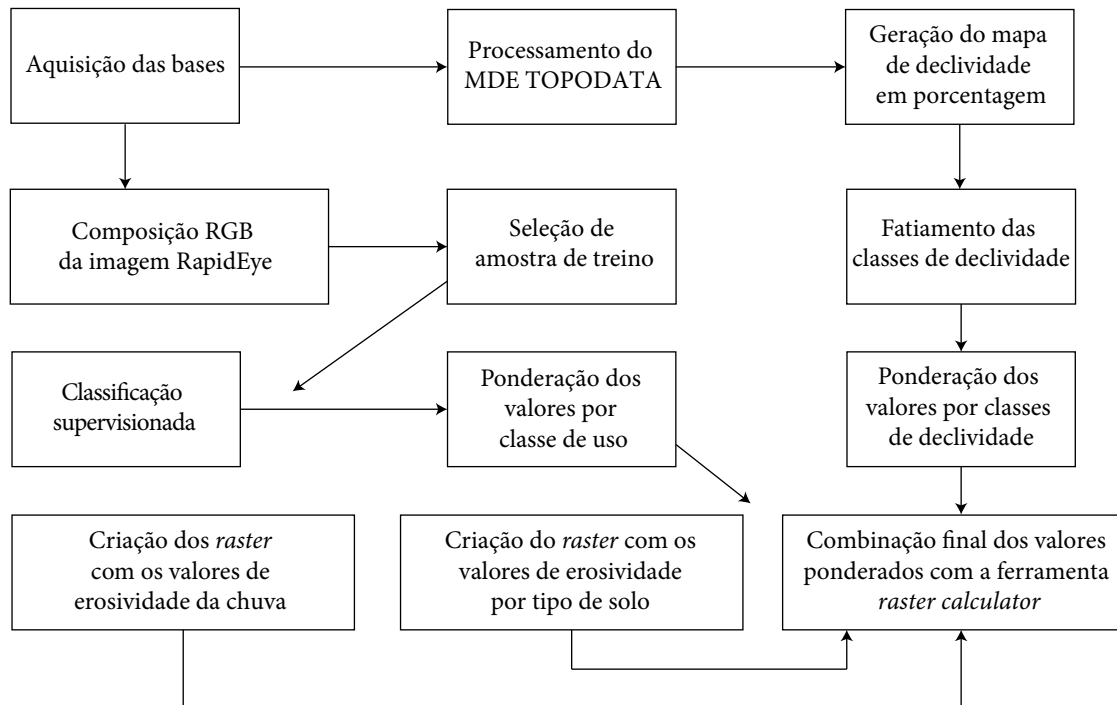 Aquisição das bases
Processamento do
MDE TOPODATA
Geração do mapa
de declividade
em porcentagem
Composição RGB
da imagem RapidEye
Seleção de
amostra de treino
Fatiamento das
classes de declividade
Classificação
supervisionada
Ponderação dos
valores por
classe de uso
Ponderação dos
valores por classes
de declividade
Criação dos raster
com os valores de
erosividade da chuva
Criação do raster com os
valores de erosividade
por tipo de solo
Combinação final dos valores
ponderados com a ferramenta
raster calculator